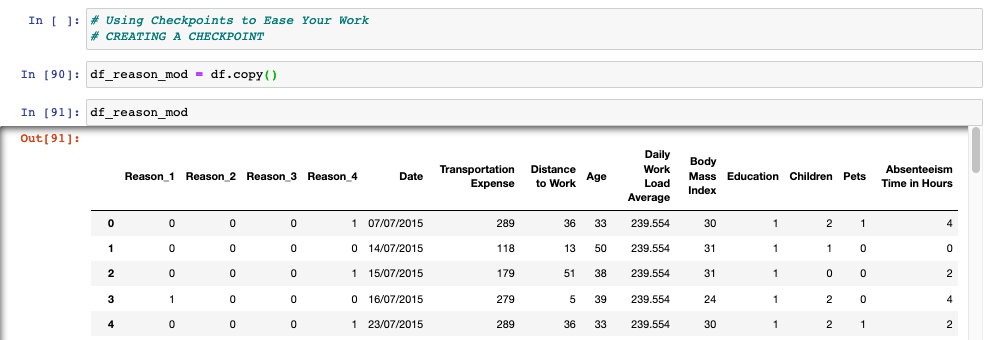 In [ ]: # Using Checkpoints to Ease Your Work
# CREATING A CHECKPOINT
In [90]: df_reason_mod = df.copy()
In [91]: df_reason_mod
Out[91]:
Daily
Transportation Distance Work Body Absenteeism
Reason_1 Reason_2 Reason_3 Reason_4 Date Expense to Work Age Load Mass Education Children Pets Time in Hours
Average Index
0 0 0 0 1 07/07/2015 289 36 33 239.554 30 1 2 1 4
1 0 0 0 0 14/07/2015 118 13 50 239.554 31 1 1 0 0
2 0 0 0 1 15/07/2015 179 51 38 239.554 31 1 0 0 2
3 1 0 0 0 16/07/2015 279 5 39 239.554 24 1 2 0 4
4 0 0 0 1 23/07/2015 289 36 33 239.554 30 1 2 1 2